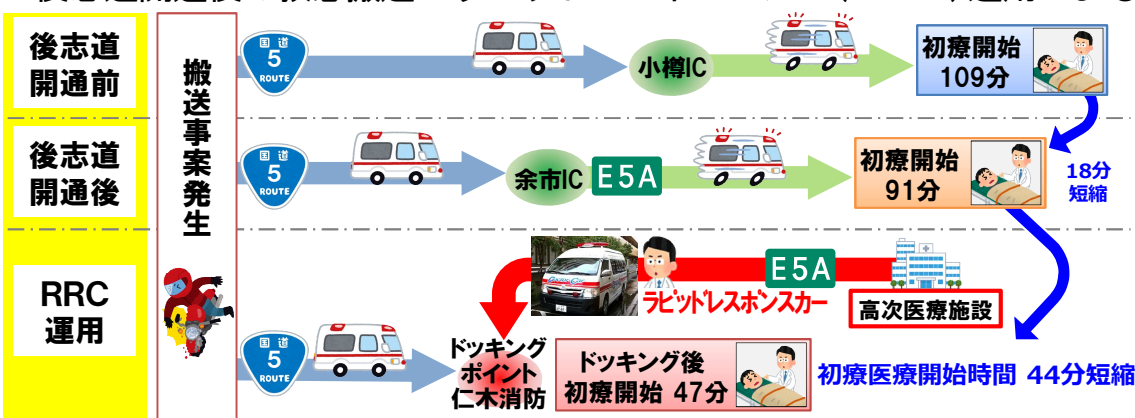 後志道
開通前
搬送事案発生
国道
5
ROUTE
小樽IC
初療開始
109分
後志道
開通後
国道
5
ROUTE
余市IC
E5A
初療開始
91分
18分
短縮
RRC
運用
国道
5
ROUTE
ドッキング
ポイント
仁木消防
ラピッドレスポンスカー
E5A
高次医療施設
ドッキング後
初療開始 47分
初療医療開始時間 44分短縮